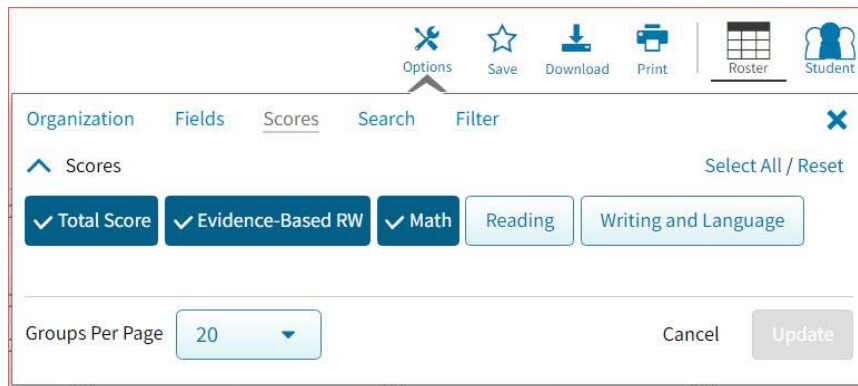 Options Save Download Print Roster Student
Organization Fields Scores Search Filter
Scores Select All / Reset
Total Score Evidence-Based RW Math Reading Writing and Language
Groups Per Page 20 Cancel Update